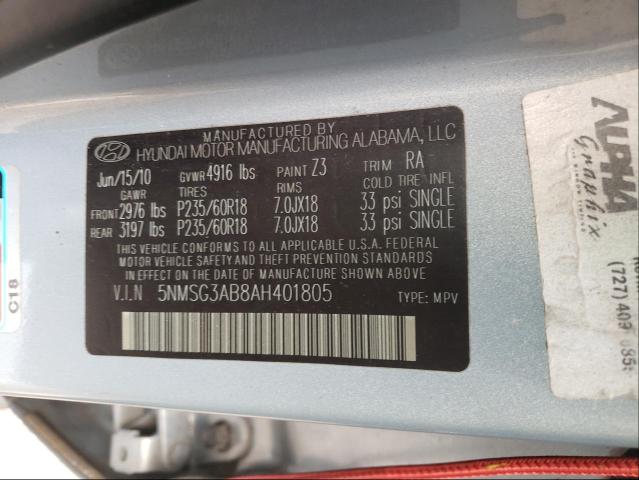 MANUFACTURED BY
HYUNDAI MOTOR MANUFACTURING ALABAMA, LLC
Jun/15/10 GVWR 4916 lbs PAINT Z3 TRIM RA
GAWR TIRES RIMS COLD TIRE INFL
FRONT 2976 lbs P235/60R18 7.0JX18 33 psi SINGLE
REAR 3197 lbs P235/60R18 7.0JX18 33 psi SINGLE
THIS VEHICLE CONFORMS TO ALL APPLICABLE U.S.A. FEDERAL
MOTOR VEHICLE SAFETY AND THEFT PREVENTION STANDARDS
IN EFFECT ON THE DATE OF MANUFACTURE SHOWN ABOVE.
V.I.N 5NMSG3AB8AH401805 TYPE: MPV
C18
ALPHA
Graphix
(727) 409